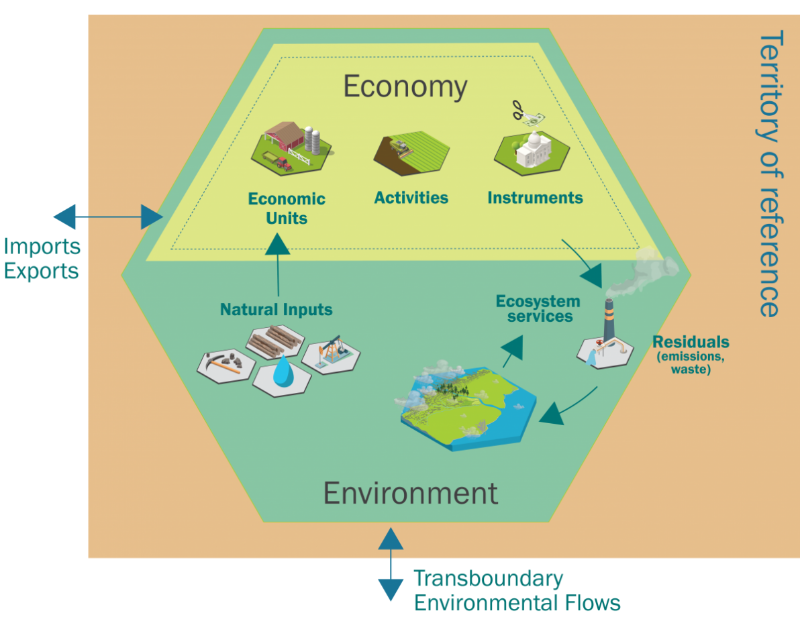 Economy
Territory of reference
Economic
Units
Activities
Instruments
Imports
Exports
Natural Inputs
Ecosystem
services
Residuals
(emissions,
waste)
Environment
Transboundary
Environmental Flows